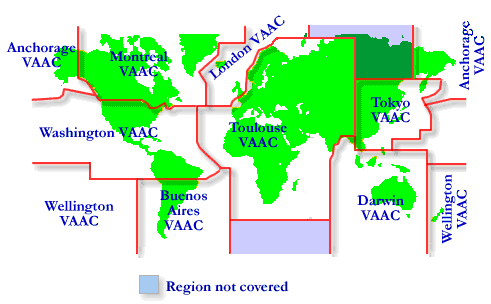 Anchorage
VAAC
Montreal
VAAC
London VAAC
Anchorage
VAAC
Washington VAAC
Toulouse
VAAC
Tokyo
VAAC
Wellington
VAAC
Buenos
Aires
VAAC
Darwin
VAAC
Wellington
VAAC
Region not covered